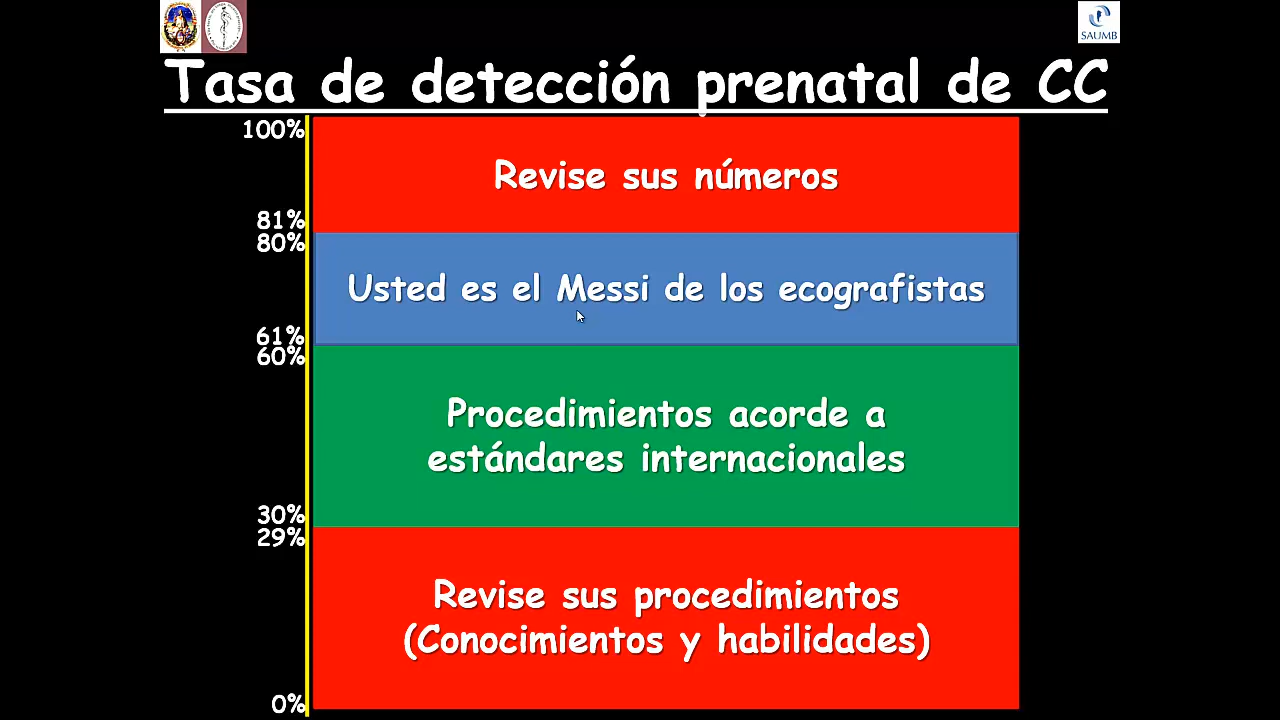 SAUMB
Tasa de detección prenatal de CC
100%
Revise sus números
81%
80%
Usted es el Messi de los ecografistas
61%
60%
Procedimientos acorde a
estándares internacionales
30%
29%
Revise sus procedimientos
(Conocimientos y habilidades)
0%